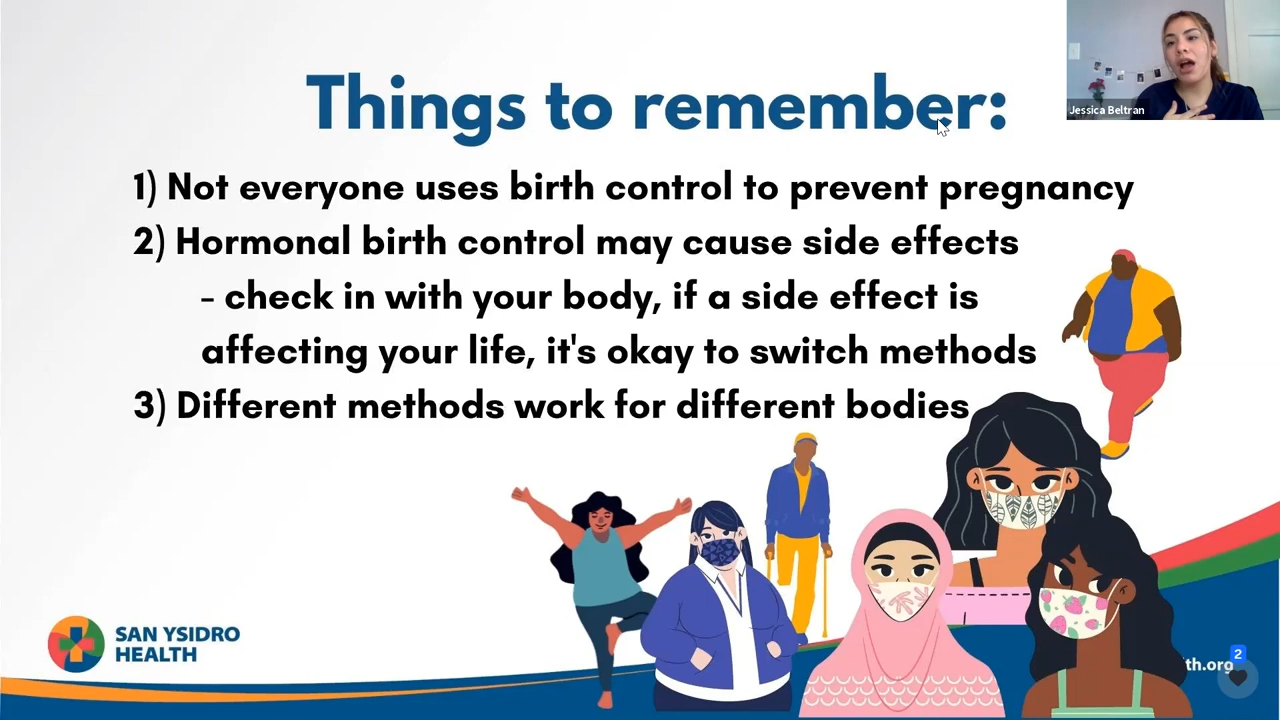 Things to remember:
Jessica Beltran
1) Not everyone uses birth control to prevent pregnancy
2) Hormonal birth control may cause side effects
- check in with your body, if a side effect is
affecting your life, it's okay to switch methods
3) Different methods work for different bodies
SAN YSIDRO
HEALTH
th.org
2